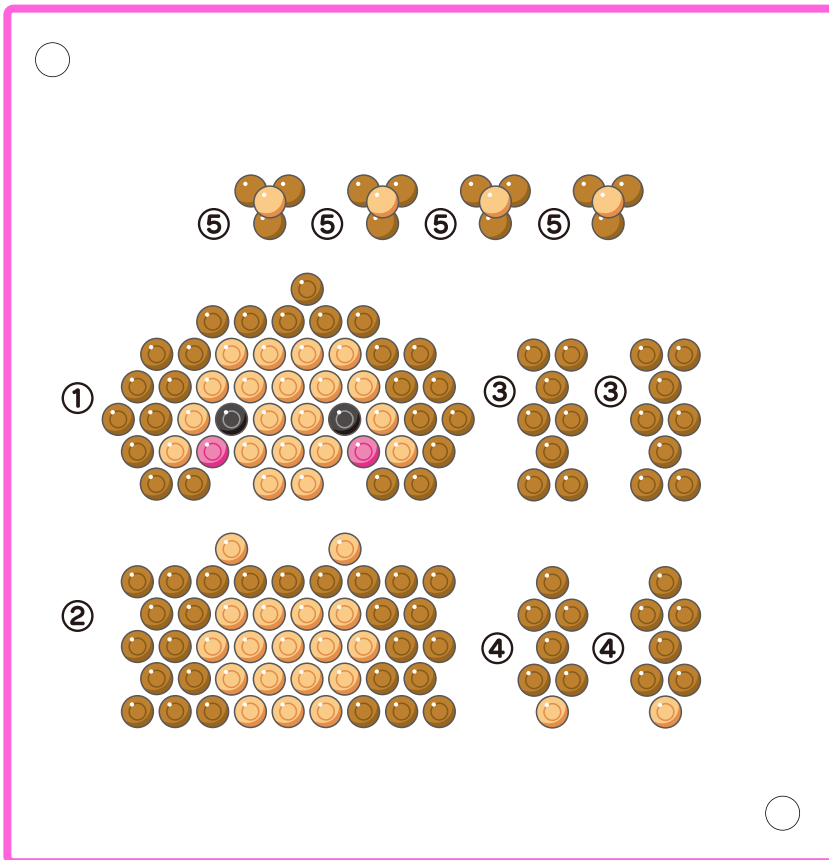 ⑤ ⑤ ⑤ ⑤
① ③ ③
② ④ ④